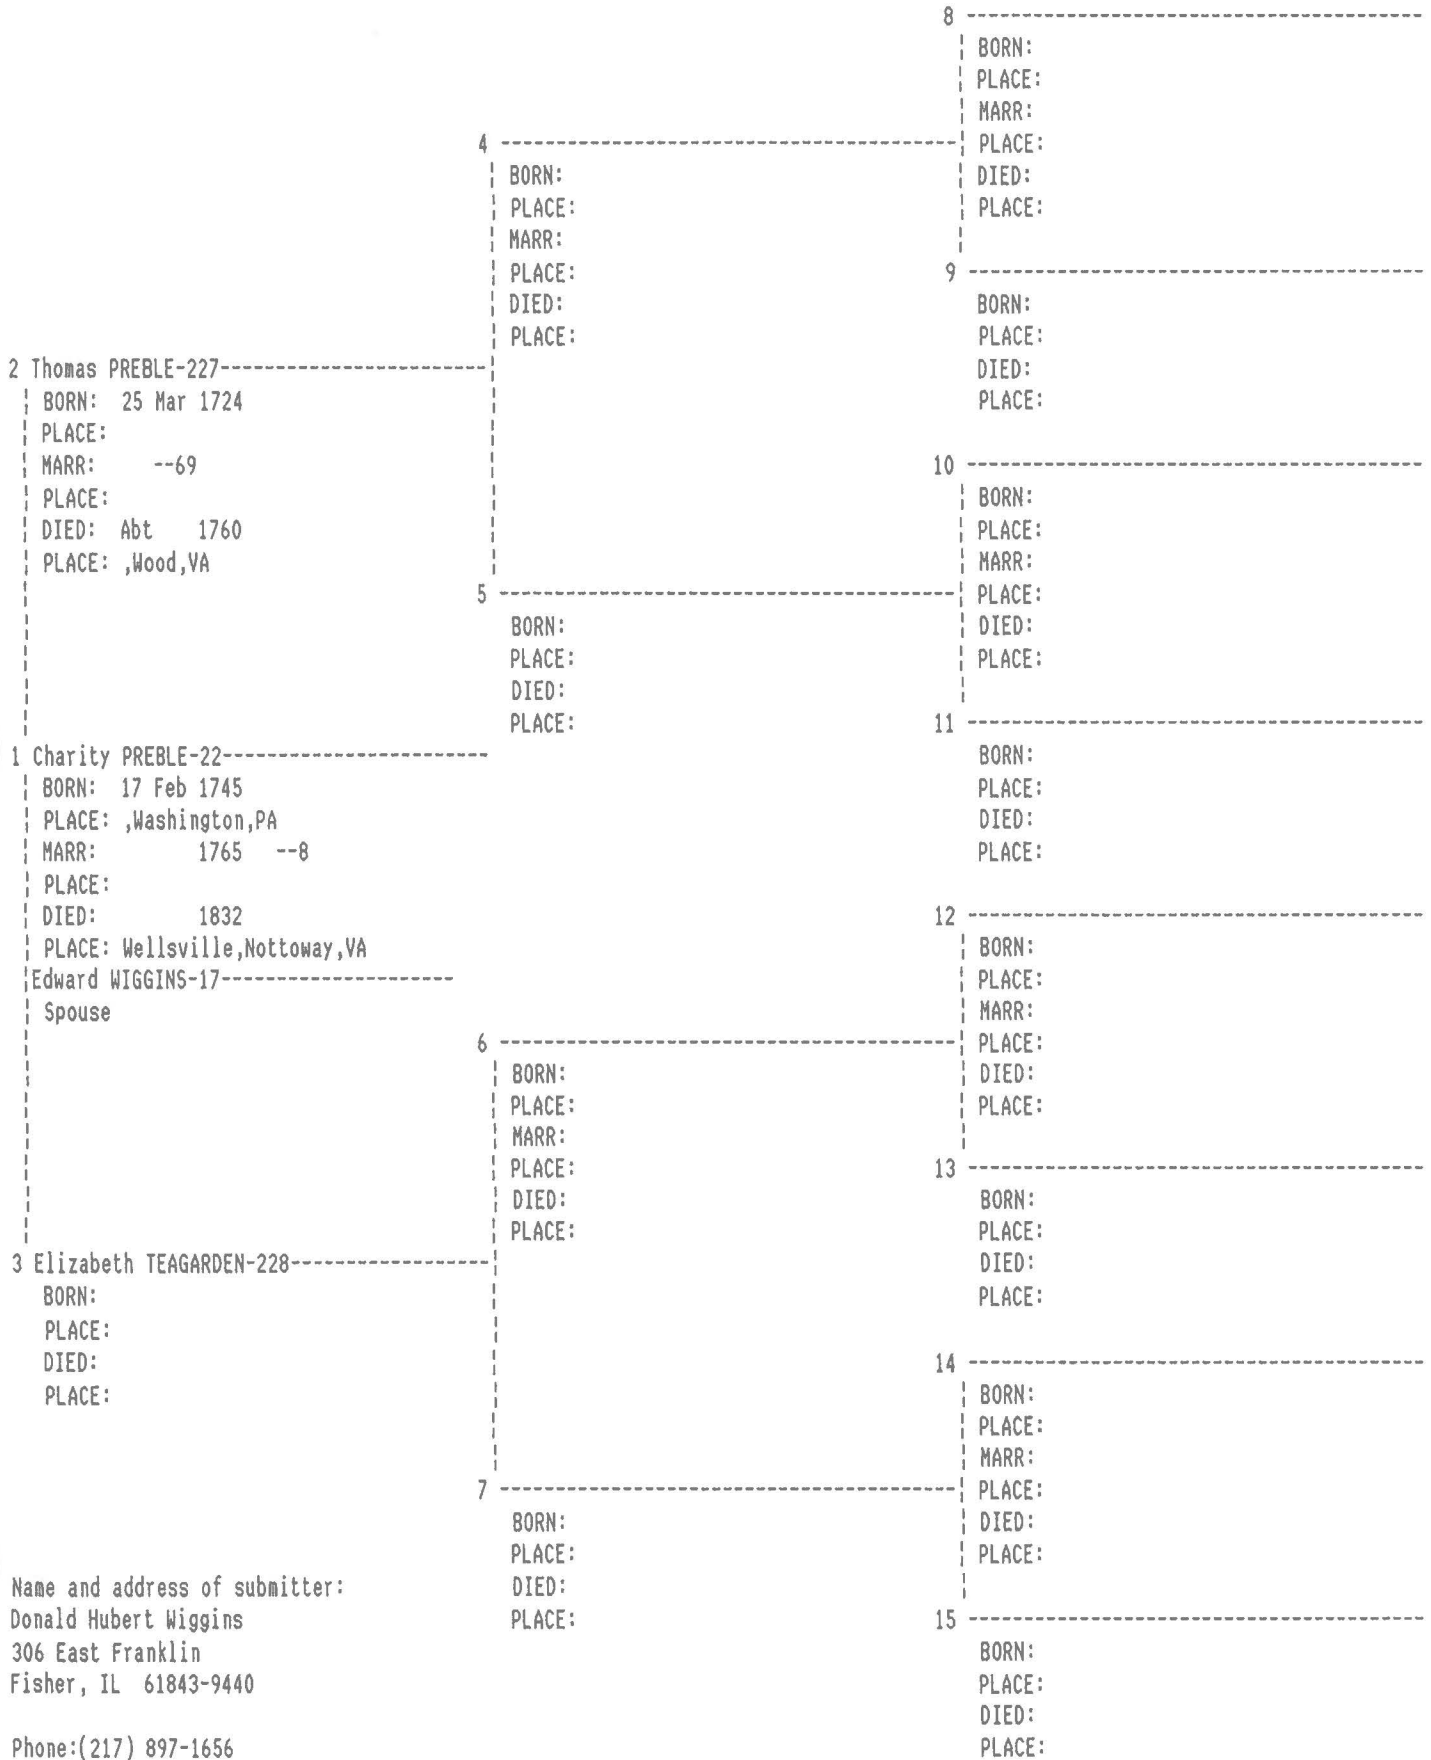 2 Thomas PREBLE-227-----------------------
BORN: 25 Mar 1724
PLACE:
MARR: --69
PLACE:
DIED: Abt 1760
PLACE: ,Wood,VA
1 Charity PREBLE-22-----------------------
BORN: 17 Feb 1745
PLACE: ,Washington,PA
MARR: 1765 --8
PLACE:
DIED: 1832
PLACE: Wellsville,Nottoway,VA
Edward WIGGINS-17--------------------
Spouse
3 Elizabeth TEAGARDEN-228-----------------
BORN:
PLACE:
DIED:
PLACE:
Name and address of submitter:
Donald Hubert Wiggins
306 East Franklin
Fisher, IL 61843-9440
Phone:(217) 897-1656
4 ---------------------------------------
BORN:
PLACE:
MARR:
PLACE:
DIED:
PLACE:
5 ---------------------------------------
BORN:
PLACE:
DIED:
PLACE:
6 ---------------------------------------
BORN:
PLACE:
MARR:
PLACE:
DIED:
PLACE:
7 ---------------------------------------
BORN:
PLACE:
DIED:
PLACE:
8 ---------------------------------------
BORN:
PLACE:
MARR:
PLACE:
DIED:
PLACE:
9 ---------------------------------------
BORN:
PLACE:
DIED:
PLACE:
10 ---------------------------------------
BORN:
PLACE:
MARR:
PLACE:
DIED:
PLACE:
11 ---------------------------------------
BORN:
PLACE:
DIED:
PLACE:
12 ---------------------------------------
BORN:
PLACE:
MARR:
PLACE:
DIED:
PLACE:
13 ---------------------------------------
BORN:
PLACE:
DIED:
PLACE:
14 ---------------------------------------
BORN:
PLACE:
MARR:
PLACE:
DIED:
PLACE:
15 ---------------------------------------
BORN:
PLACE:
DIED:
PLACE: